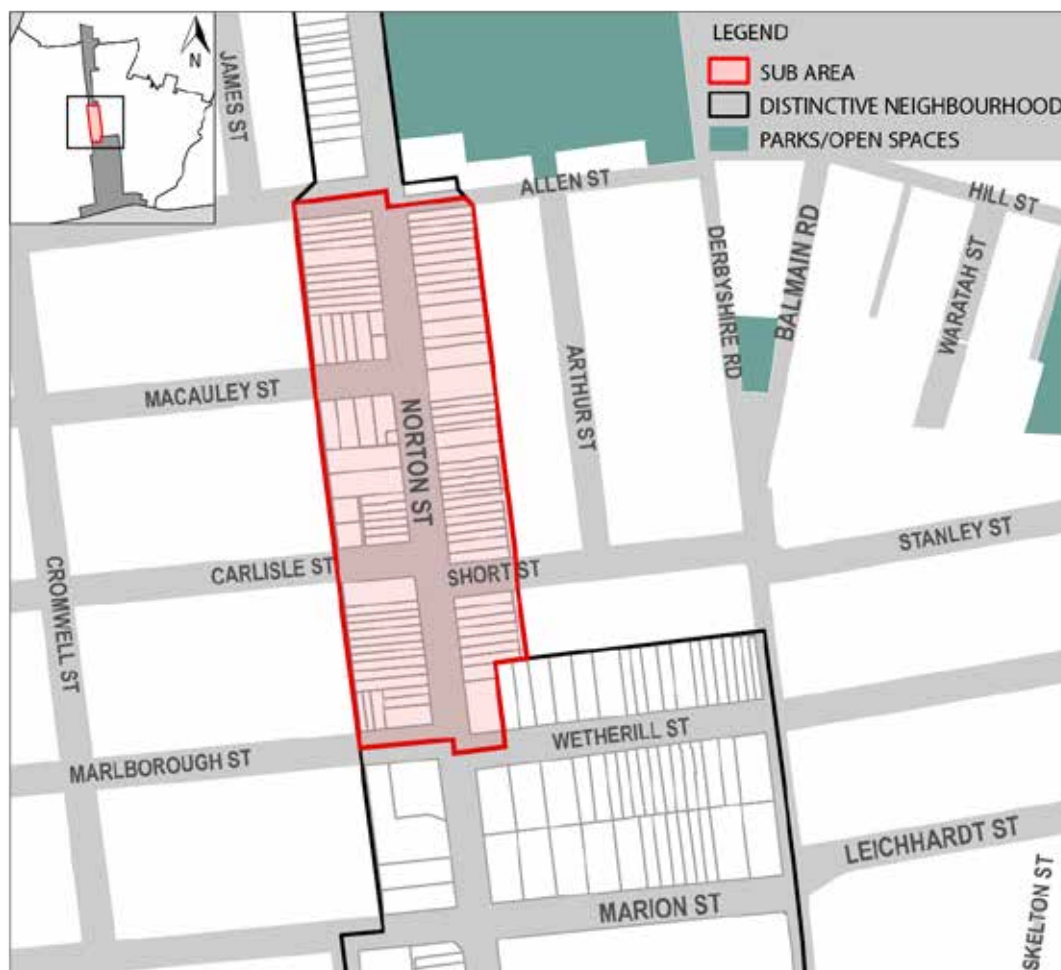 N
LEGEND
SUB AREA
DISTINCTIVE NEIGHBOURHOOD
PARKS/OPEN SPACES
JAMES ST
ALLEN ST
HILL ST
DERBYSHIRE RD
BALMAIN RD
WARATAH ST
MACAULEY ST
NORTON ST
ARTHUR ST
CROMWELL ST
CARLISLE ST
SHORT ST
STANLEY ST
MARLBOROUGH ST
WETHERILL ST
LEICHHARDT ST
MARION ST
SKELTON ST